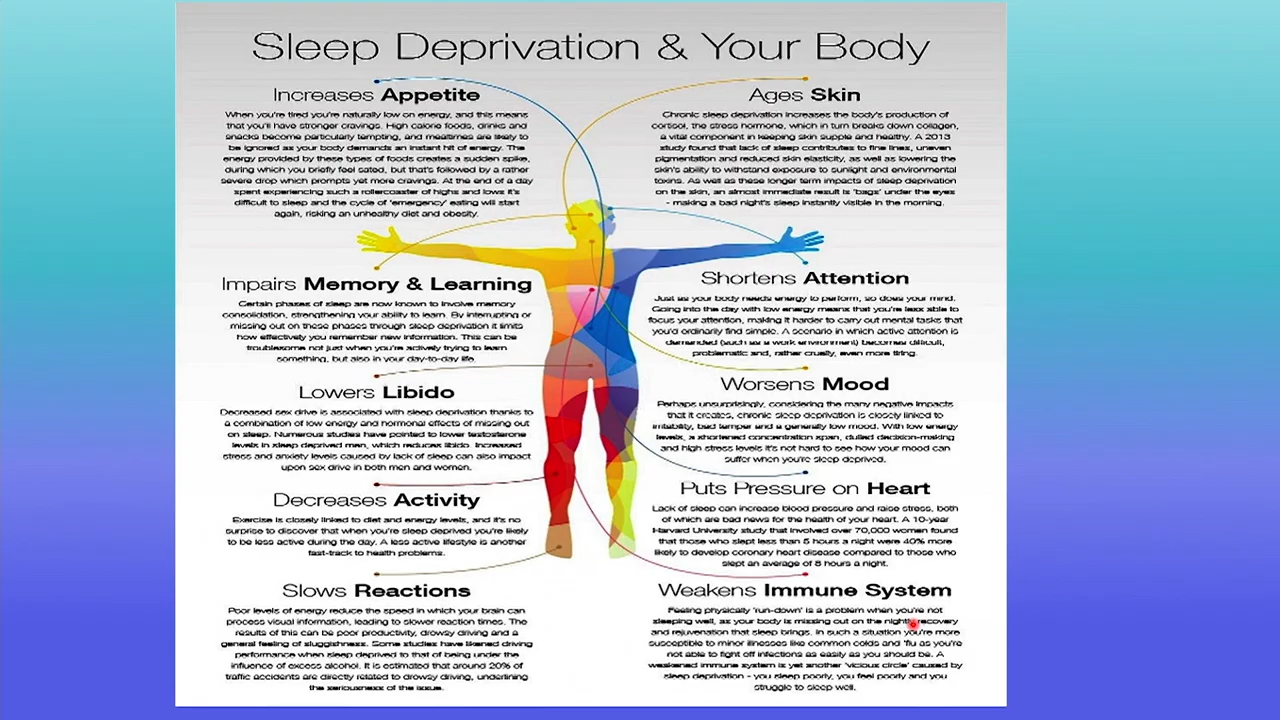 Sleep Deprivation & Your Body
Increases Appetite
When you're tired you're naturally low on energy, and this means
that you'll have stronger cravings. High calorie foods, drinks and
snacks become particularly tempting, and mealtimes are likely to
be ignored as your body demands an instant hit of energy. The
energy provided by these types of foods creates a sudden spike,
during which you briefly feel sated, but that's followed by a rather
severe drop which prompts yet more cravings. At the end of a day
spent experiencing such a rollercoaster of highs and lows it's
difficult to sleep and the cycle of 'emergency' eating will start
again, risking an unhealthy diet and obesity.
Impairs Memory & Learning
Certain phases of sleep are now known to involve memory
consolidation, strengthening your ability to learn. By interrupting or
missing out on these phases through sleep deprivation it limits
how effectively you remember new information. This can be
troublesome not just when you're actively trying to learn
something, but also in your day-to-day life.
Lowers Libido
Decreased sex drive is associated with sleep deprivation thanks to
a combination of low energy and hormonal effects of missing out
on sleep. Numerous studies have pointed to lower testosterone
levels in sleep deprived men, which reduces libido. Increased
stress and anxiety levels caused by lack of sleep can also impact
upon sex drive in both men and women.
Decreases Activity
Exercise is closely linked to diet and energy levels, and it's no
surprise to discover that when you're sleep deprived you're likely
to be less active during the day. A less active lifestyle is another
fast-track to health problems.
Slows Reactions
Poor levels of energy reduce the speed in which your brain can
process visual information, leading to slower reaction times. The
results of this can be poor productivity, drowsy driving and a
general feeling of sluggishness. Some studies have likened driving
performance when sleep deprived to that of being under the
influence of excess alcohol. It is estimated that around 20% of
traffic accidents are directly related to drowsy driving, underlining
the seriousness of the issue.
Ages Skin
Chronic sleep deprivation increases the body's production of
cortisol, the stress hormone, which in turn breaks down collagen,
a vital component in keeping skin supple and healthy. A 2013
study found that lack of sleep contributes to fine lines, uneven
pigmentation and reduced skin elasticity, as well as lowering the
skin's ability to withstand exposure to sunlight and environmental
toxins. As well as these longer term impacts of sleep deprivation
on the skin, an almost immediate result is 'bags' under the eyes
- making a bad night's sleep instantly visible in the morning.
Shortens Attention
Just as your body needs energy to perform, so does your mind.
Going into the day with low energy means that you're less able to
focus your attention, making it harder to carry out mental tasks that
you'd ordinarily find simple. A scenario in which active attention is
demanded (such as a work environment) becomes difficult,
problematic and, rather cruelly, even more tiring.
Worsens Mood
Perhaps unsurprisingly, considering the many negative impacts
that it creates, chronic sleep deprivation is closely linked to
irritability, bad temper and a generally low mood. With low energy
levels, a shortened concentration span, dulled decision-making
and high stress levels it's not hard to see how your mood can
suffer when you're sleep deprived.
Puts Pressure on Heart
Lack of sleep can increase blood pressure and raise stress, both
of which are bad news for the health of your heart. A 10-year
Harvard University study that involved over 70,000 women found
that those who slept less than 5 hours a night were 40% more
likely to develop coronary heart disease compared to those who
slept an average of 8 hours a night.
Weakens Immune System
Feeling physically 'run-down' is a problem when you're not
sleeping well, as your body is missing out on the nightly recovery
and rejuvenation that sleep brings. In such a situation you're more
susceptible to minor illnesses like common colds and 'flu as you're
not able to fight off infections as easily as you should be. A
weakened immune system is yet another 'vicious circle' caused by
sleep deprivation - you sleep poorly, you feel poorly and you
struggle to sleep well.